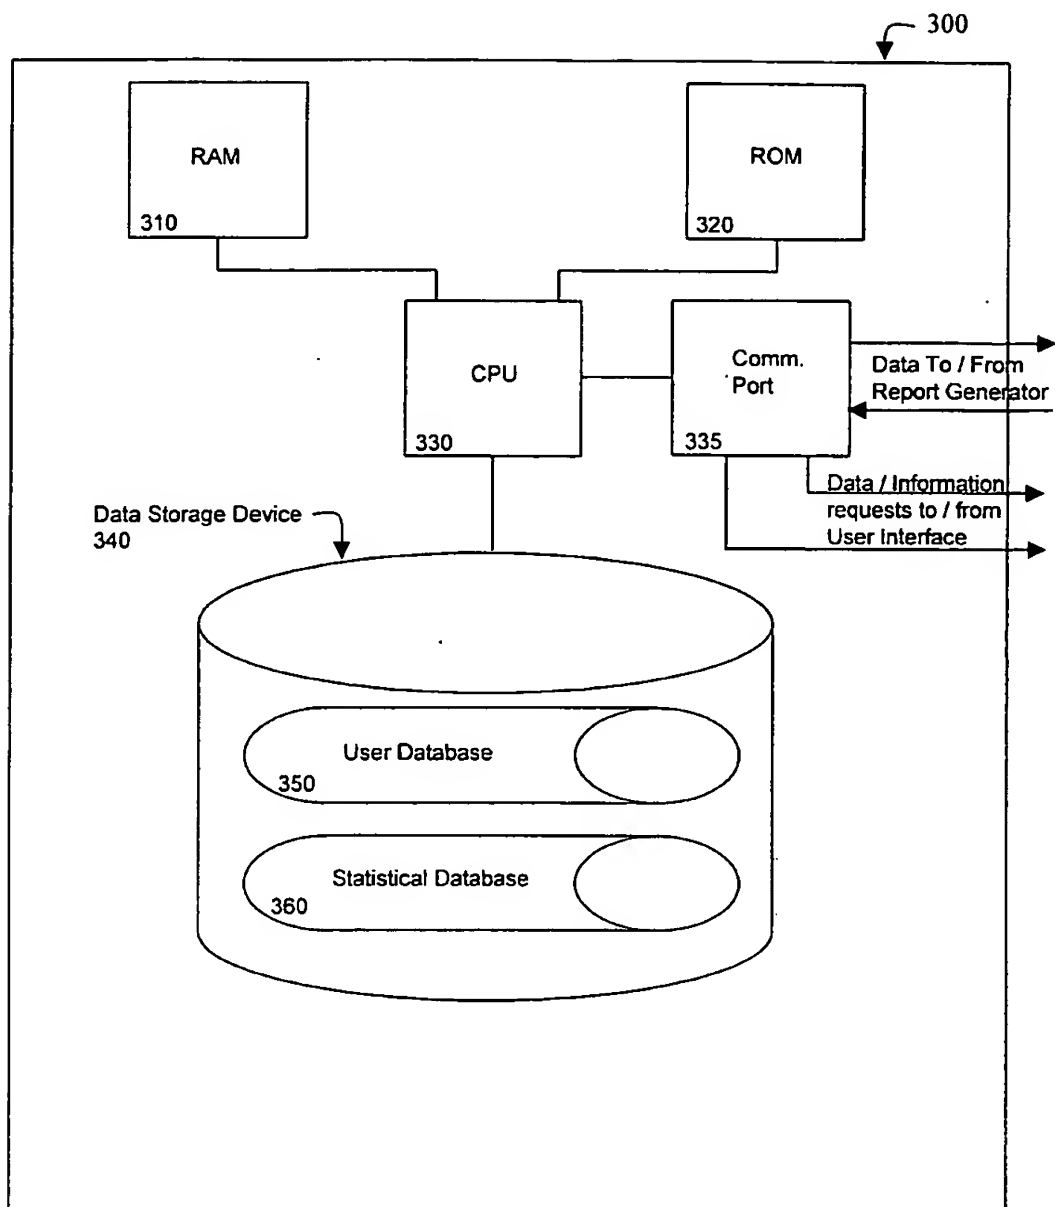 300
RAM
310
ROM
320
CPU
330
Comm.
Port
335
Data To / From
Report Generator
Data / Information
requests to / from
User Interface
Data Storage Device
340
User Database
350
Statistical Database
360